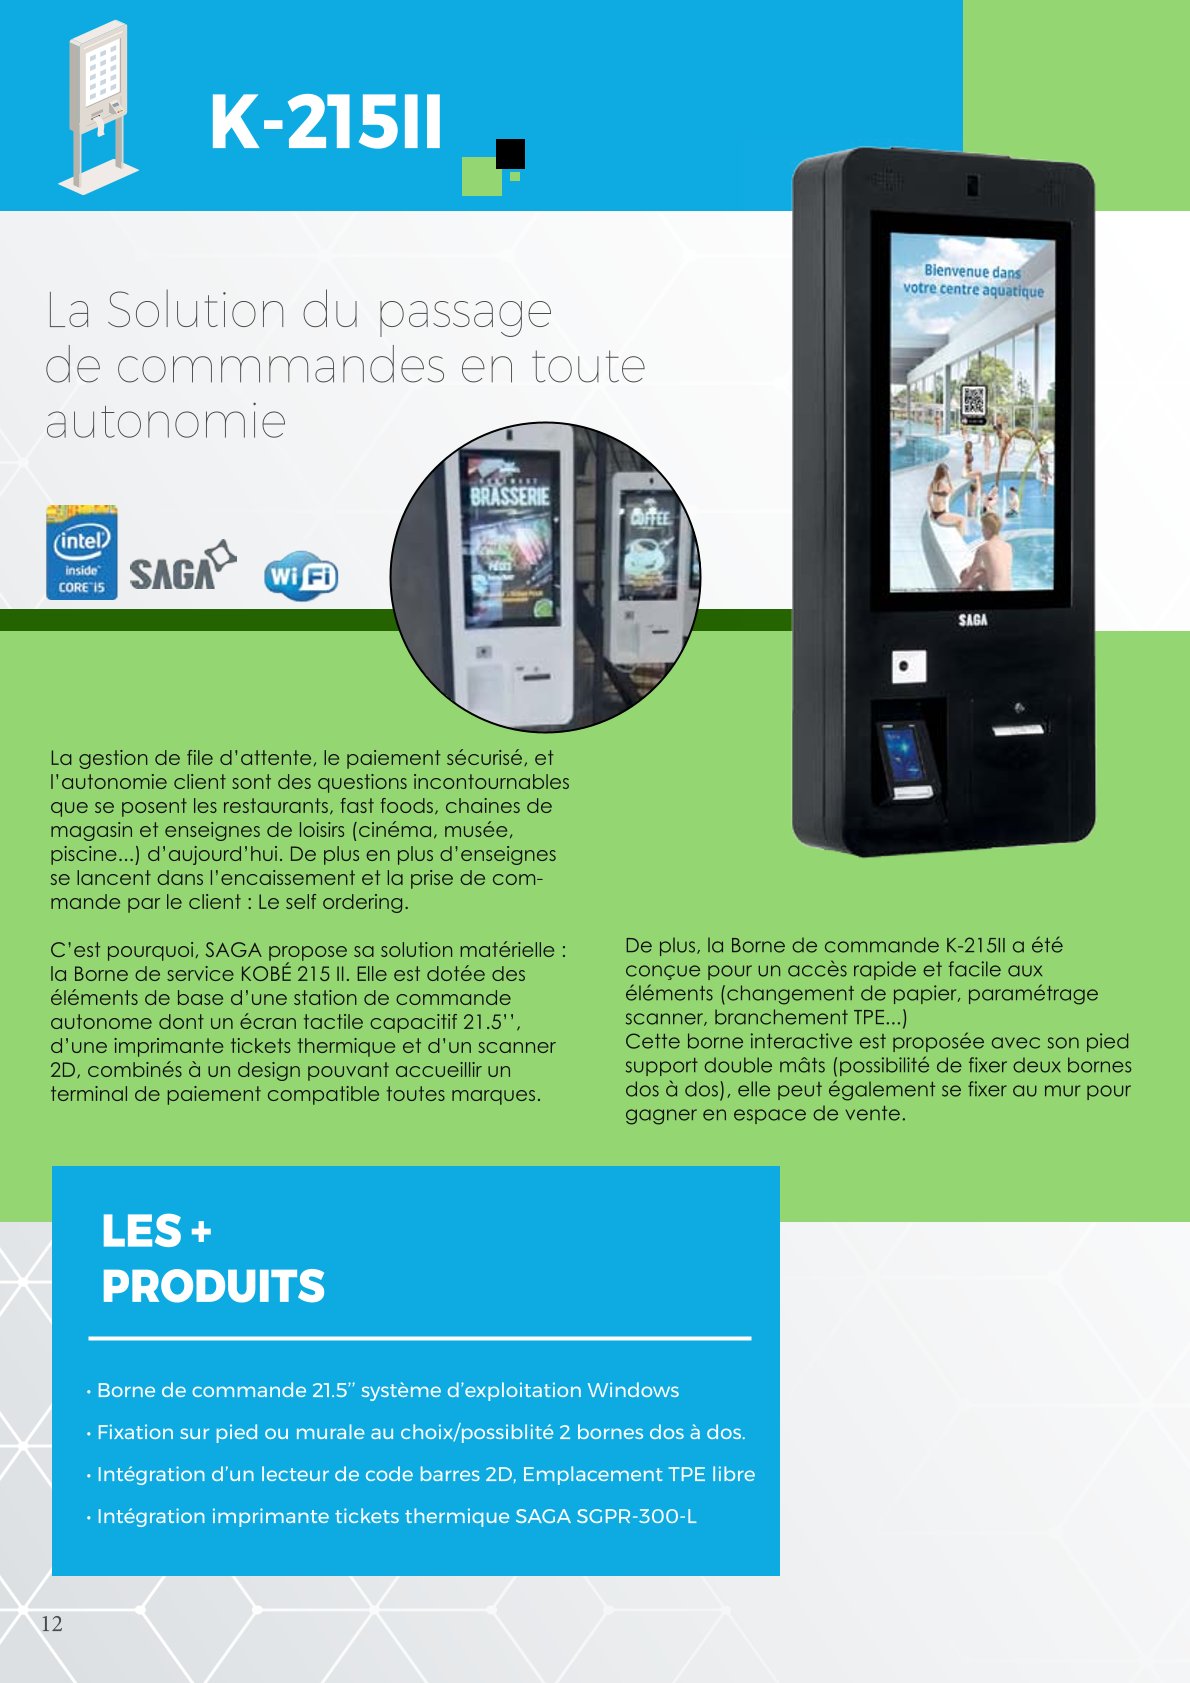 K-215II
La Solution du passage
de commmandes en toute
autonomie
intel
inside™
CORE™ i5
SAGA
Wi Fi
BRASSERIE
COFFEE
Bienvenue dans
votre centre aquatique
SAGA
La gestion de file d’attente, le paiement sécurisé, et
l’autonomie client sont des questions incontournables
que se posent les restaurants, fast foods, chaines de
magasin et enseignes de loisirs (cinéma, musée,
piscine...) d’aujourd’hui. De plus en plus d’enseignes
se lancent dans l’encaissement et la prise de com-
mande par le client : Le self ordering.
C’est pourquoi, SAGA propose sa solution matérielle :
la Borne de service KOBÉ 215 II. Elle est dotée des
éléments de base d’une station de commande
autonome dont un écran tactile capacitif 21.5’’,
d’une imprimante tickets thermique et d’un scanner
2D, combinés à un design pouvant accueillir un
terminal de paiement compatible toutes marques.
De plus, la Borne de commande K-215II a été
conçue pour un accès rapide et facile aux
éléments (changement de papier, paramétrage
scanner, branchement TPE...)
Cette borne interactive est proposée avec son pied
support double mâts (possibilité de fixer deux bornes
dos à dos), elle peut également se fixer au mur pour
gagner en espace de vente.
LES +
PRODUITS
• Borne de commande 21.5’’ système d’exploitation Windows
• Fixation sur pied ou murale au choix/possiblité 2 bornes dos à dos.
• Intégration d’un lecteur de code barres 2D, Emplacement TPE libre
• Intégration imprimante tickets thermique SAGA SGPR-300-L
12